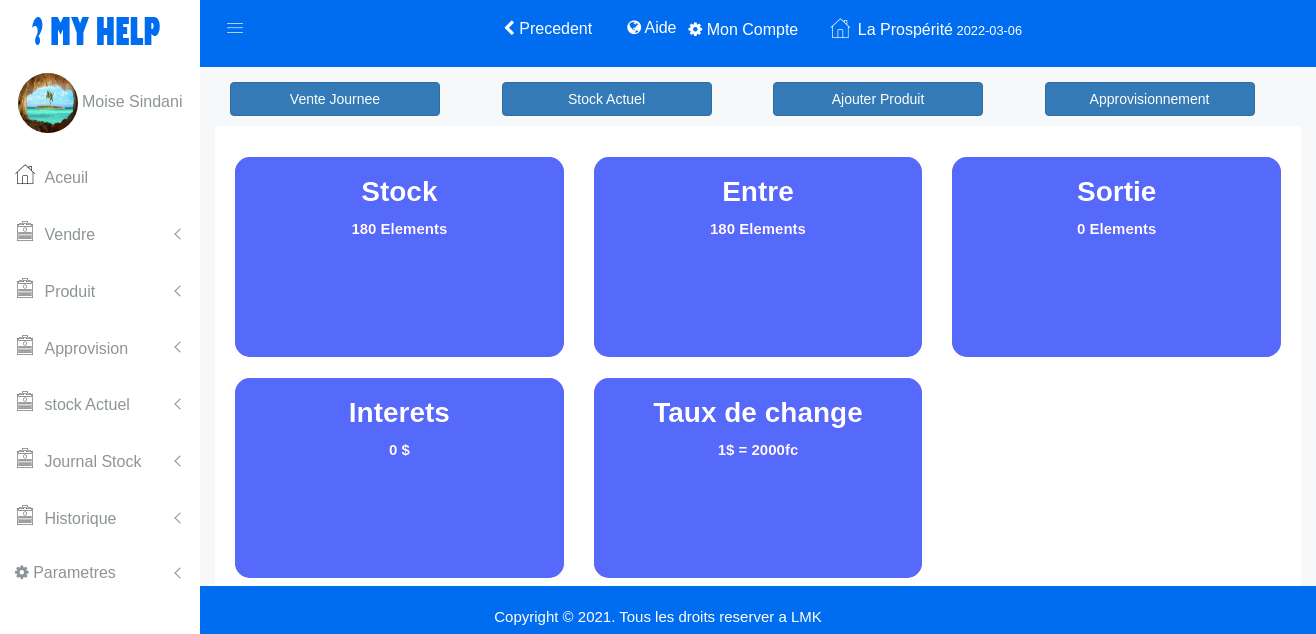 ? MY HELP
Precedent Aide Mon Compte La Prospérité 2022-03-06
Moise Sindani
Aceuil
Vendre
Produit
Approvision
stock Actuel
Journal Stock
Historique
Parametres
Vente Journee Stock Actuel Ajouter Produit Approvisionnement
Stock
180 Elements
Entre
180 Elements
Sortie
0 Elements
Interets
0 $
Taux de change
1$ = 2000fc
Copyright © 2021. Tous les droits reserver a LMK